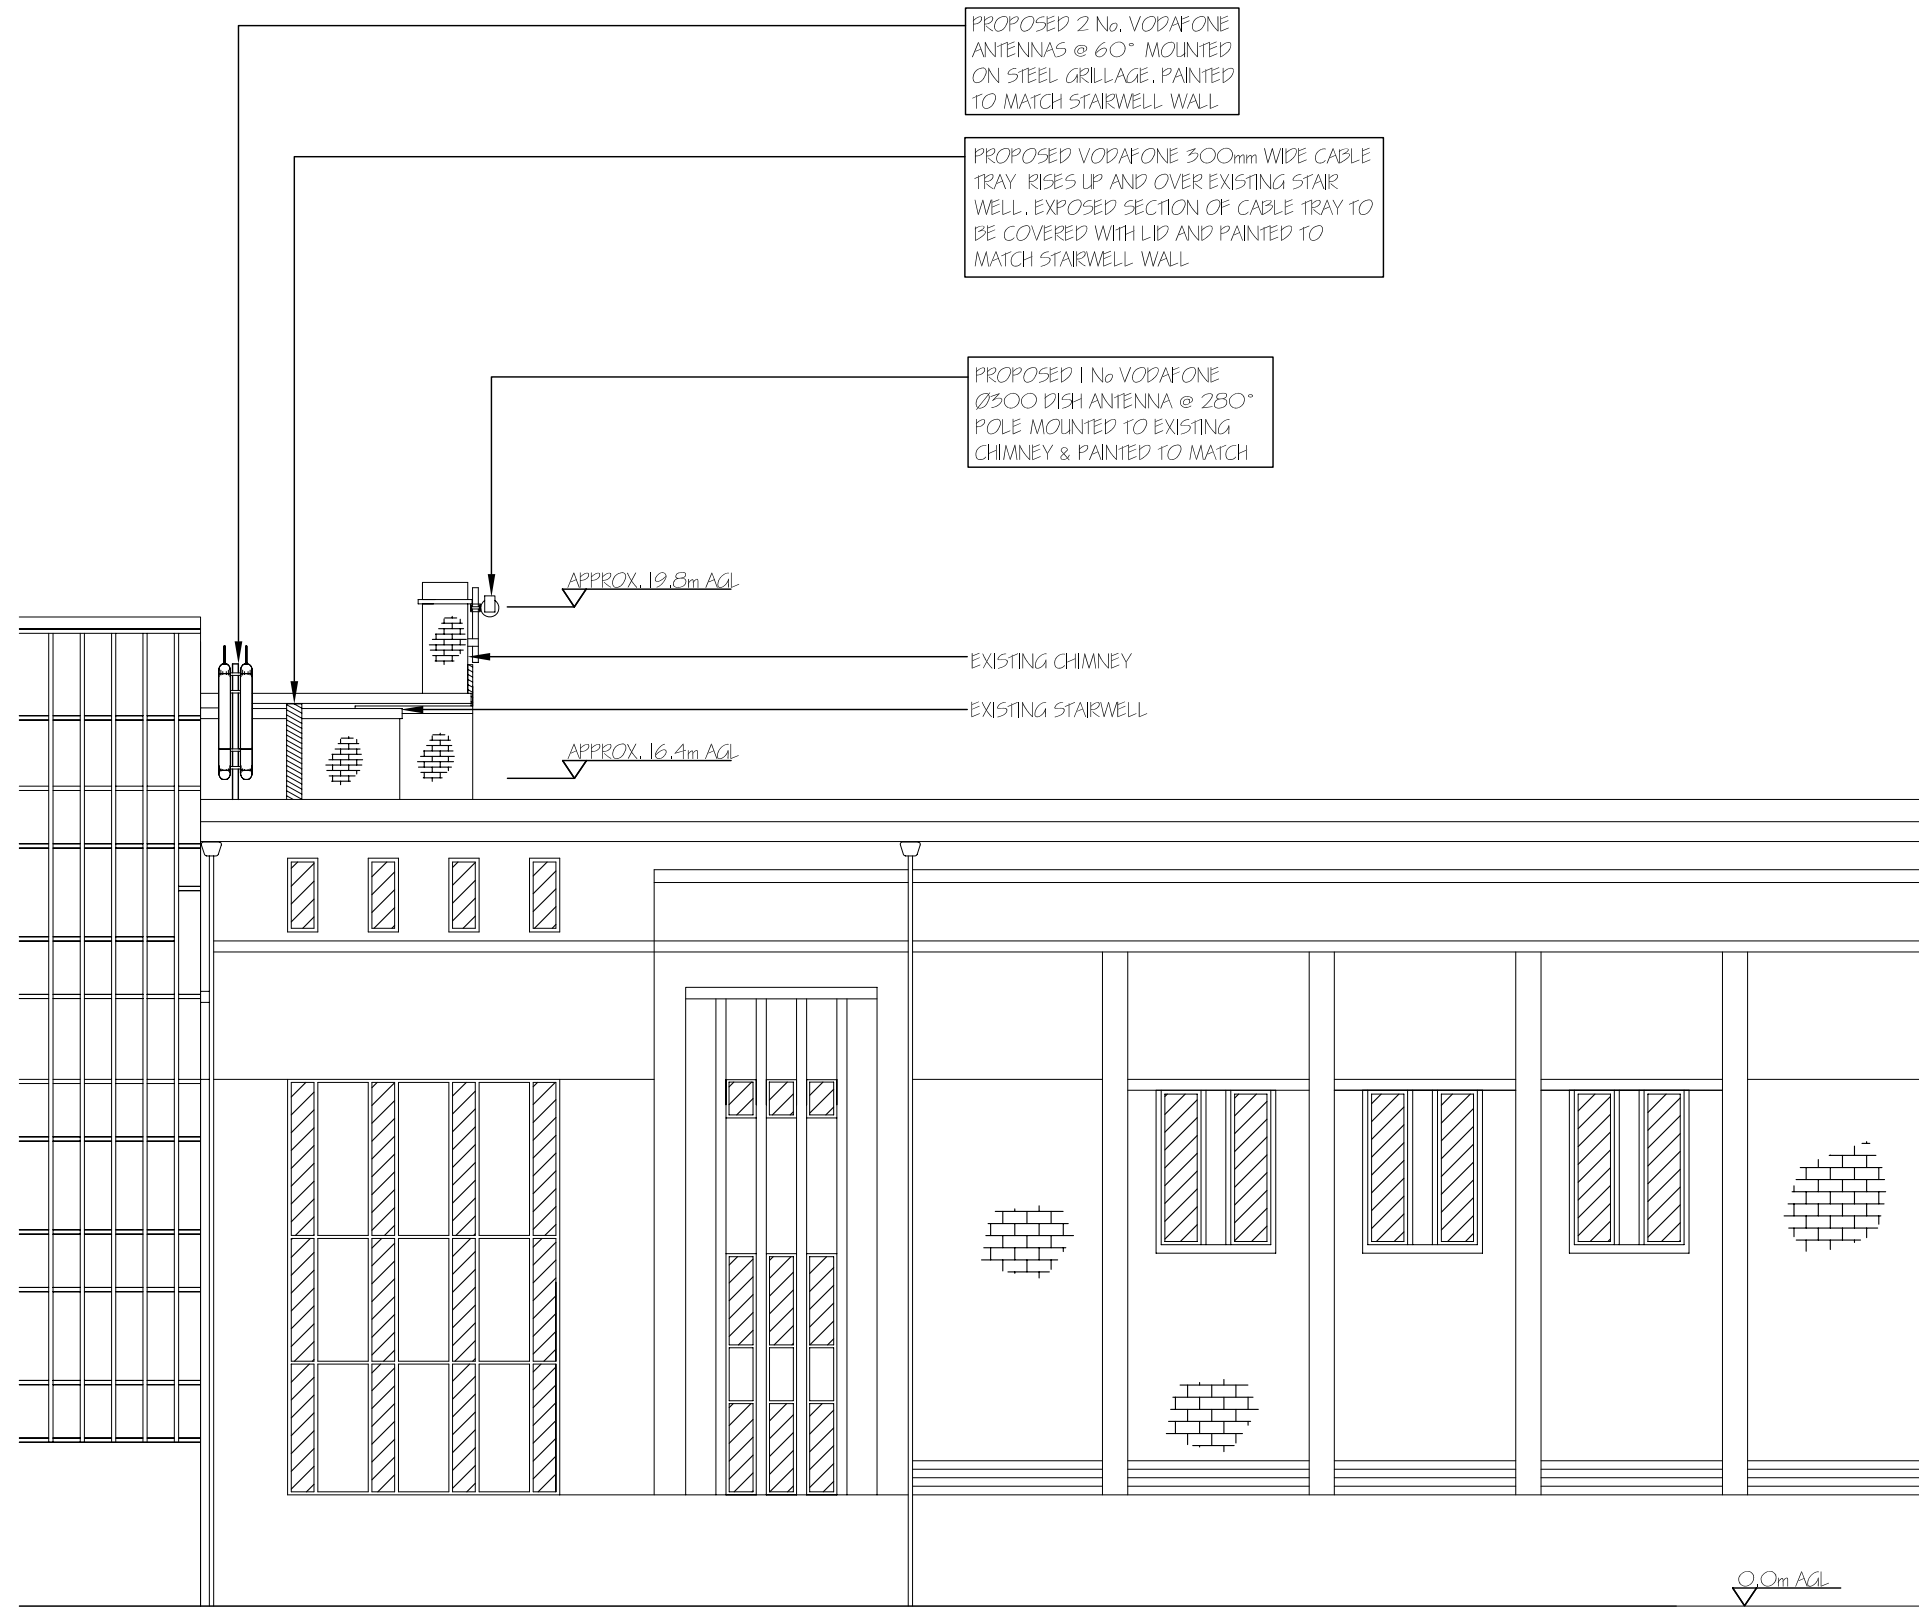 PROPOSED 2 No. VODAFONE
ANTENNAS @ 60° MOUNTED
ON STEEL GRILLAGE. PAINTED
TO MATCH STAIRWELL WALL
PROPOSED VODAFONE 300mm WIDE CABLE
TRAY RISES UP AND OVER EXISTING STAIR
WELL. EXPOSED SECTION OF CABLE TRAY TO
BE COVERED WITH LID AND PAINTED TO
MATCH STAIRWELL WALL
PROPOSED 1 No VODAFONE
Ø300 DISH ANTENNA @ 280°
POLE MOUNTED TO EXISTING
CHIMNEY & PAINTED TO MATCH
APPROX. 19.8m AGL
EXISTING CHIMNEY
EXISTING STAIRWELL
APPROX. 16.4m AGL
0.0m AGL